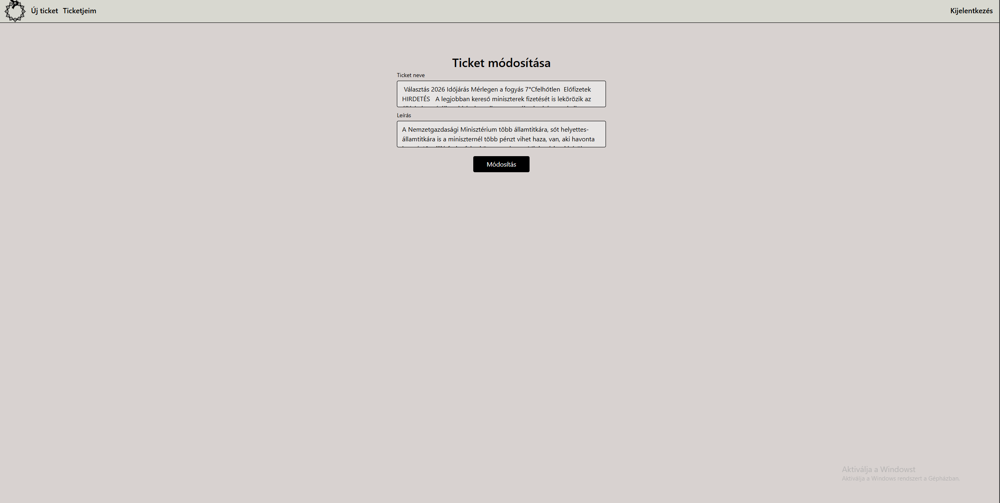 Új ticket Ticketjeim Kijelentkezés
Ticket módosítása
Ticket neve
Választás 2026 Időjárás Mérlegen a fogyás 7°Cfelhőtlen Előfizetek
HIRDETÉS A legjobban kereső miniszterek fizetését is lekörözik az
Leírás
A Nemzetgazdasági Minisztérium több államtitkára, sőt helyettes-
államtitkára is a miniszternél több pénzt vihet haza, van, aki havonta
Módosítás
Aktiválja a Windowst
Aktiválja a Windows rendszert a Gépházban.